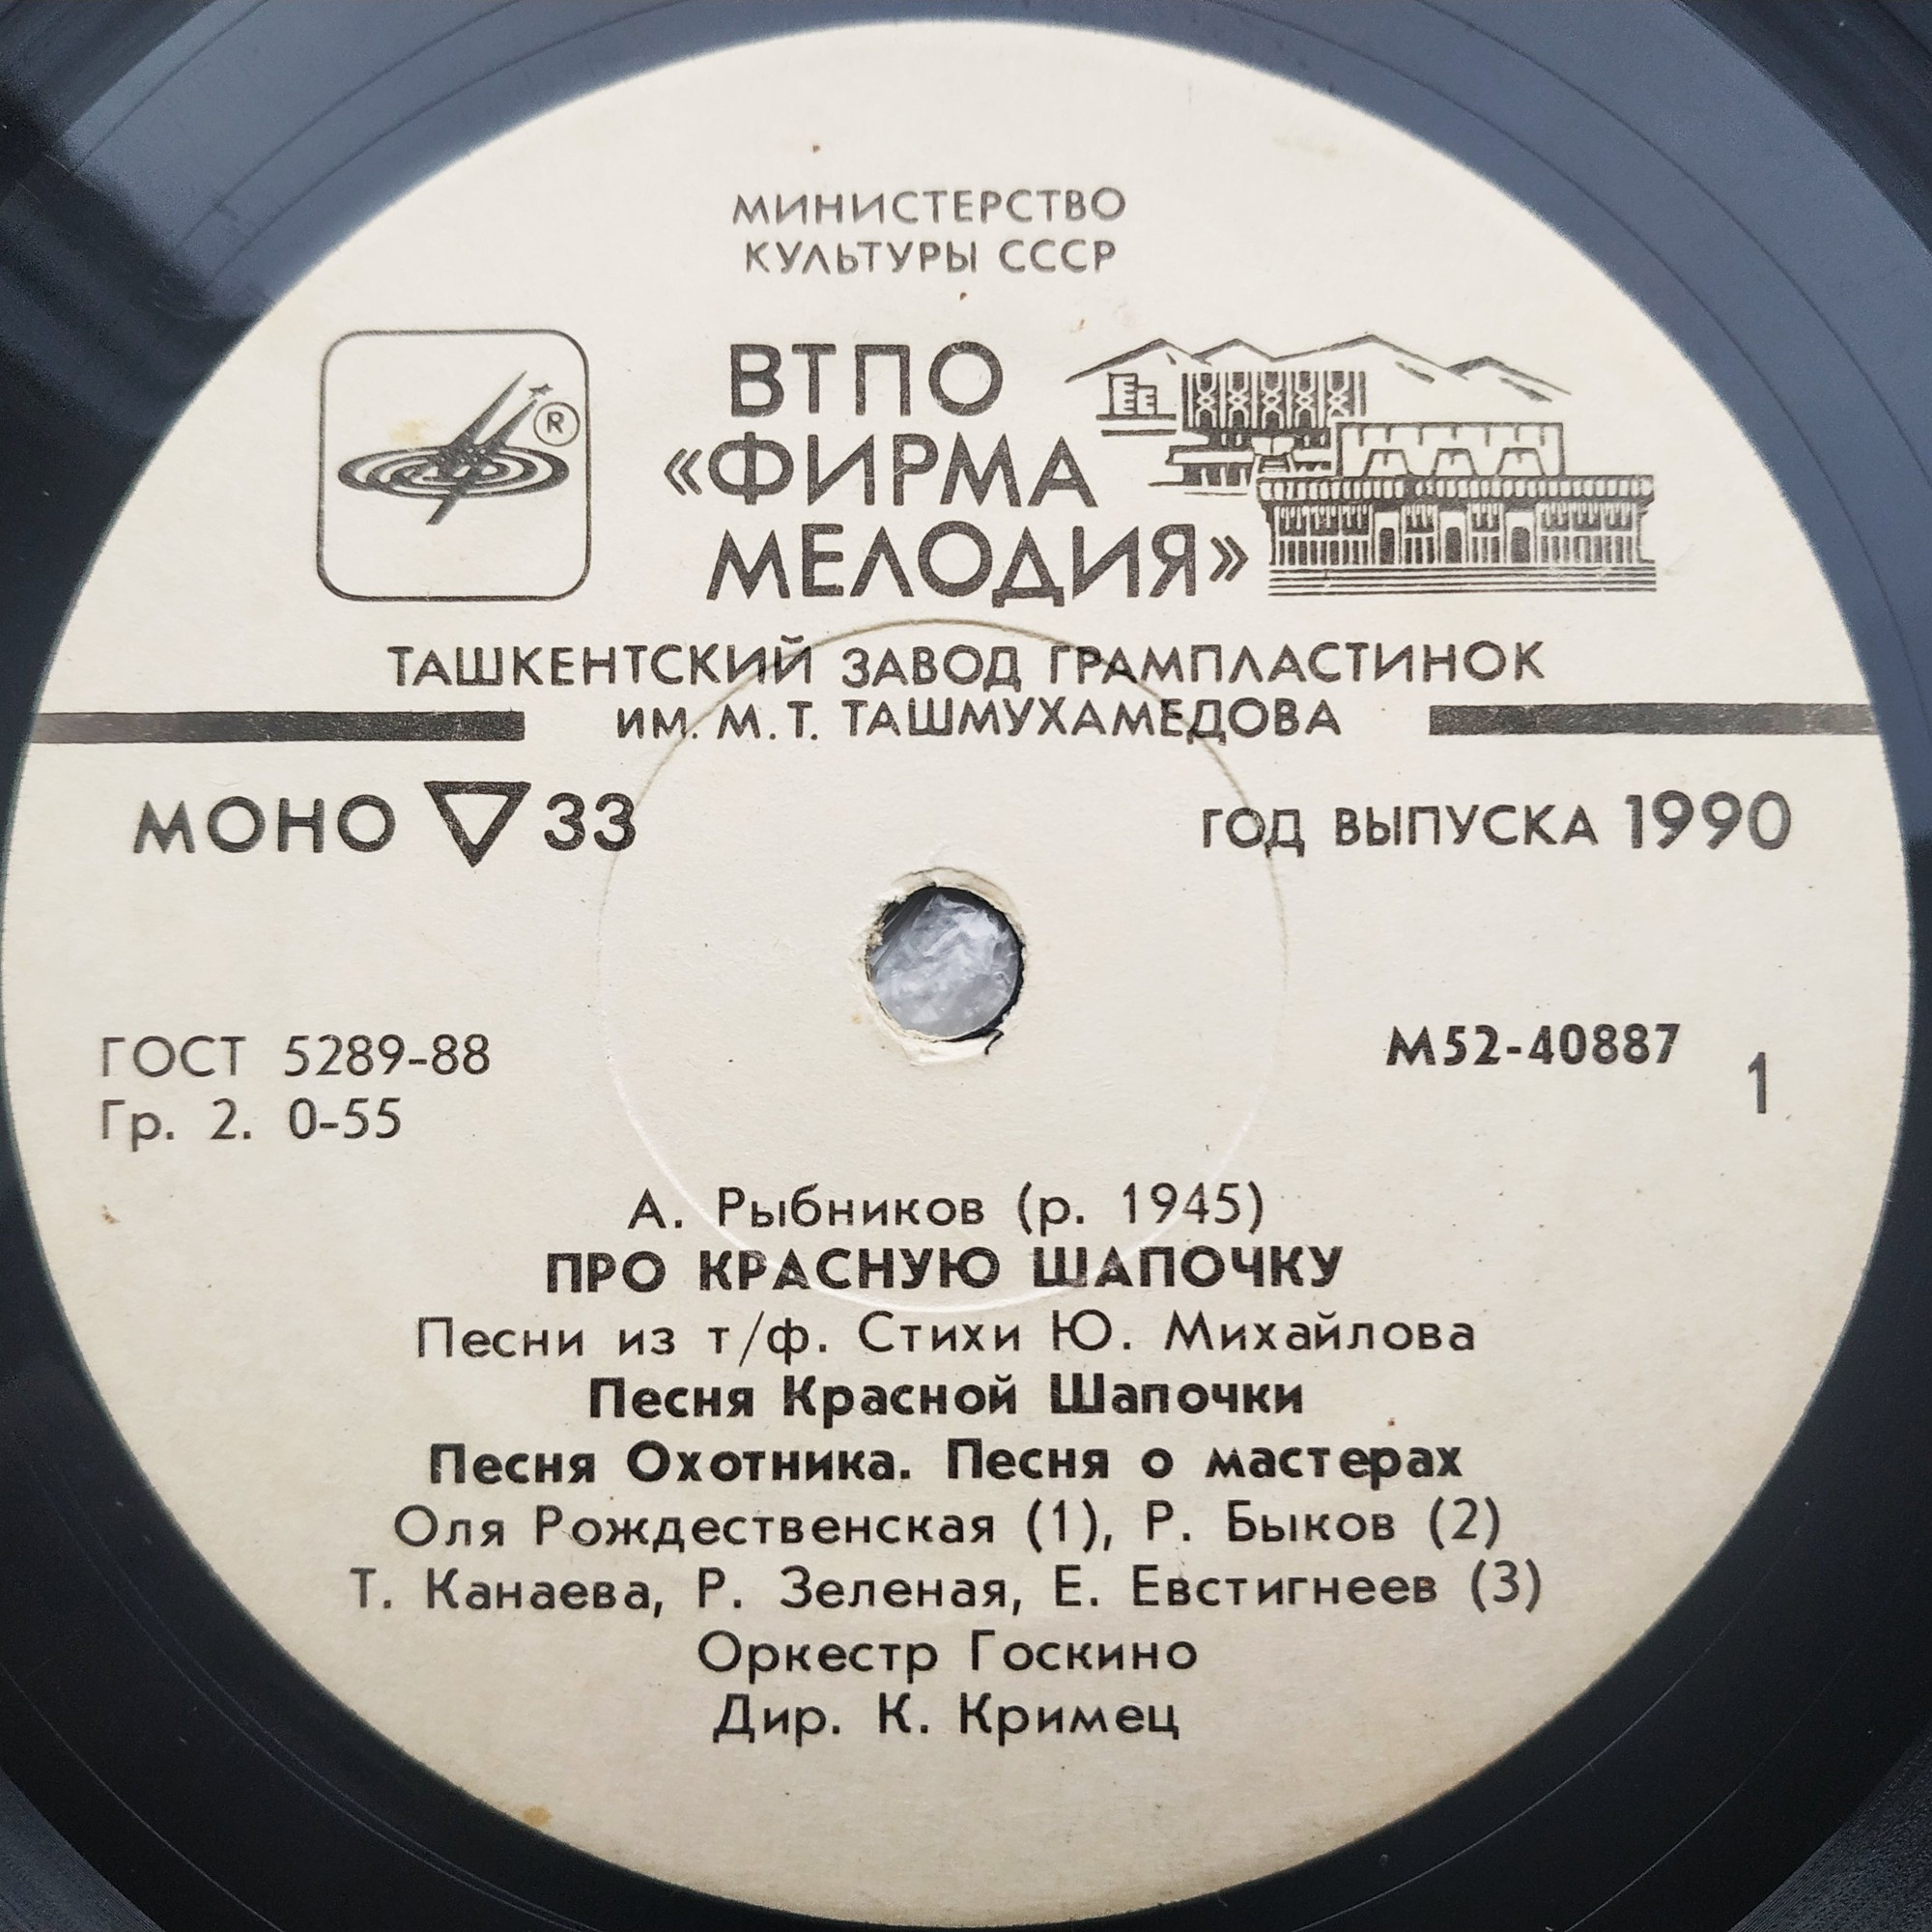 МИНИСТЕРСТВО
КУЛЬТУРЫ СССР
ВТПО
«ФИРМА
МЕЛОДИЯ»
®
ТАШКЕНТСКИЙ ЗАВОД ГРАМПЛАСТИНОК
ИМ. М. Т. ТАШМУХАМЕДОВА
МОНО ▽ 33
ГОД ВЫПУСКА 1990
ГОСТ 5289-88
Гр. 2. 0-55
М52-40887
1
А. Рыбников (р. 1945)
ПРО КРАСНУЮ ШАПОЧКУ
Песни из т/ф. Стихи Ю. Михайлова
Песня Красной Шапочки
Песня Охотника. Песня о мастерах
Оля Рождественская (1), Р. Быков (2)
Т. Канаева, Р. Зеленая, Е. Евстигнеев (3)
Оркестр Госкино
Дир. К. Кримец